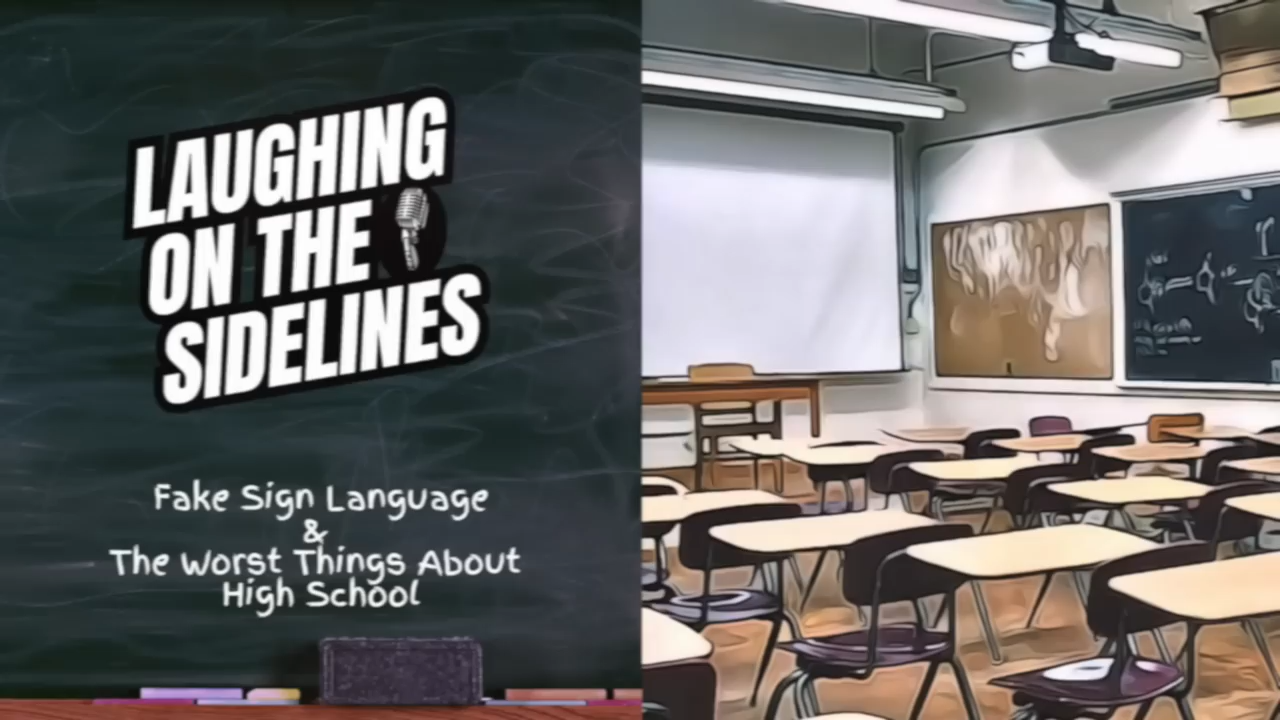 LAUGHING
ON THE
SIDELINES
Fake Sign Language
&
The Worst Things About
High School